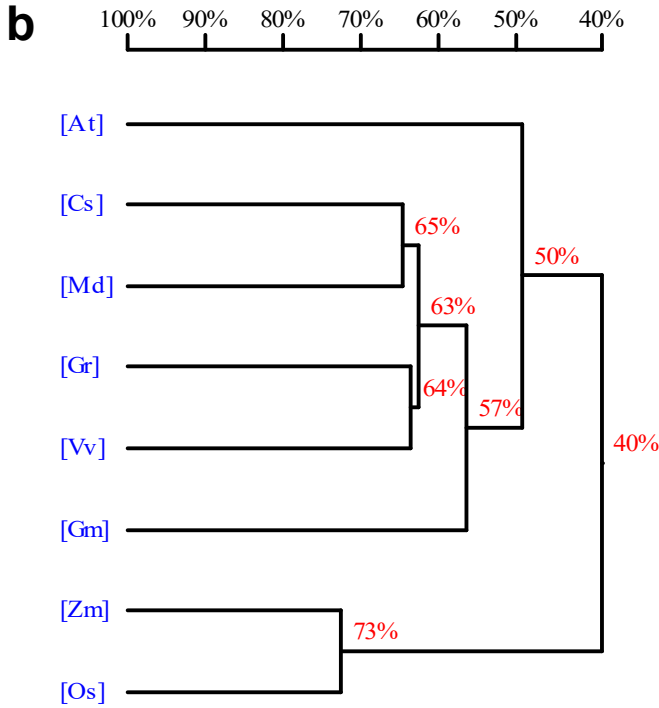 b 100% 90% 80% 70% 60% 50% 40%
[At]
[Cs]
65%
50%
[Md]
63%
[Gr]
64%
57%
[Vv]
40%
[Gm]
[Zm]
73%
[Os]